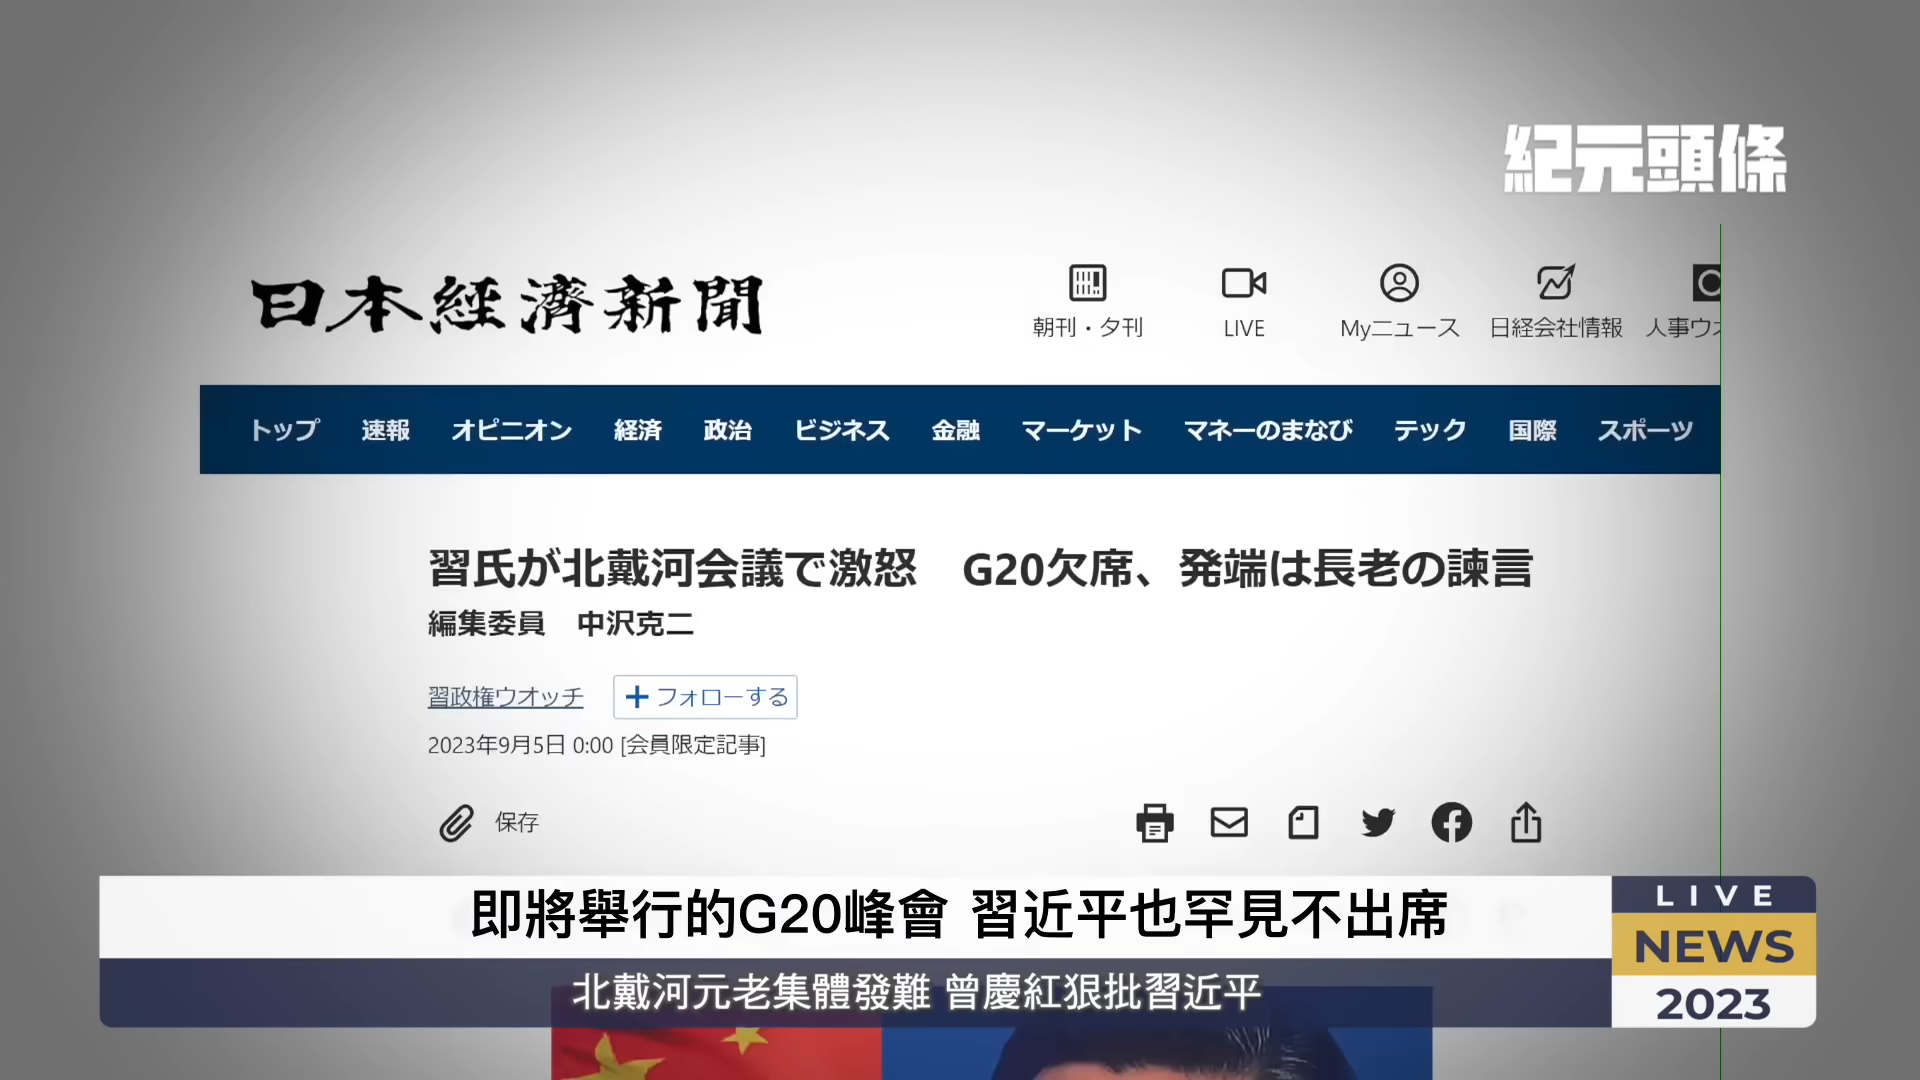 紀元頭條
日本経済新聞
朝刊・夕刊
LIVE
Myニュース
日経会社情報
人事ウ
トップ 速報 オピニオン 経済 政治 ビジネス 金融 マーケット マネーのまなび テック 国際 スポーツ
習氏が北戴河会議で激怒　G20欠席、発端は長老の諫言
編集委員　中沢克二
習政権ウオッチ
+ フォローする
2023年9月5日 0:00 [会員限定記事]
保存
即將舉行的G20峰會 習近平也罕見不出席
北戴河元老集體發難 曾慶紅狠批習近平
LIVE
NEWS
2023